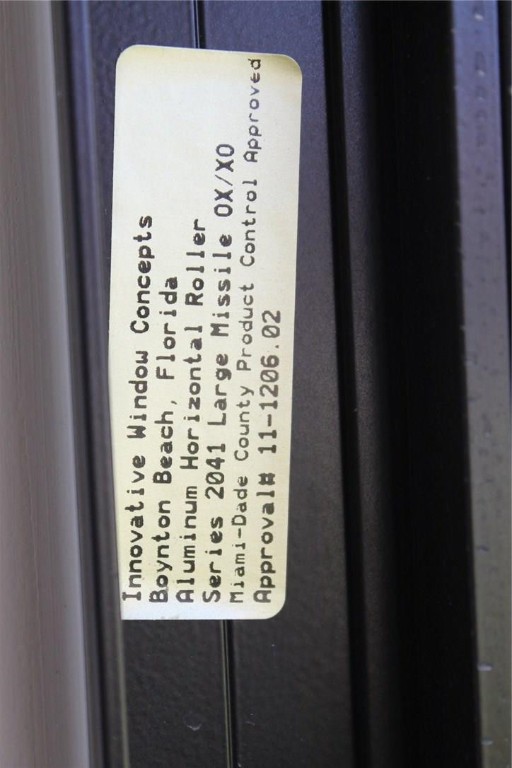 Innovative Window Concepts
Boynton Beach, Florida
Aluminum Horizontal Roller
Series 2041 Large Missile OX/XO
Miami-Dade County Product Control Approved
Approval# 11-1206.02